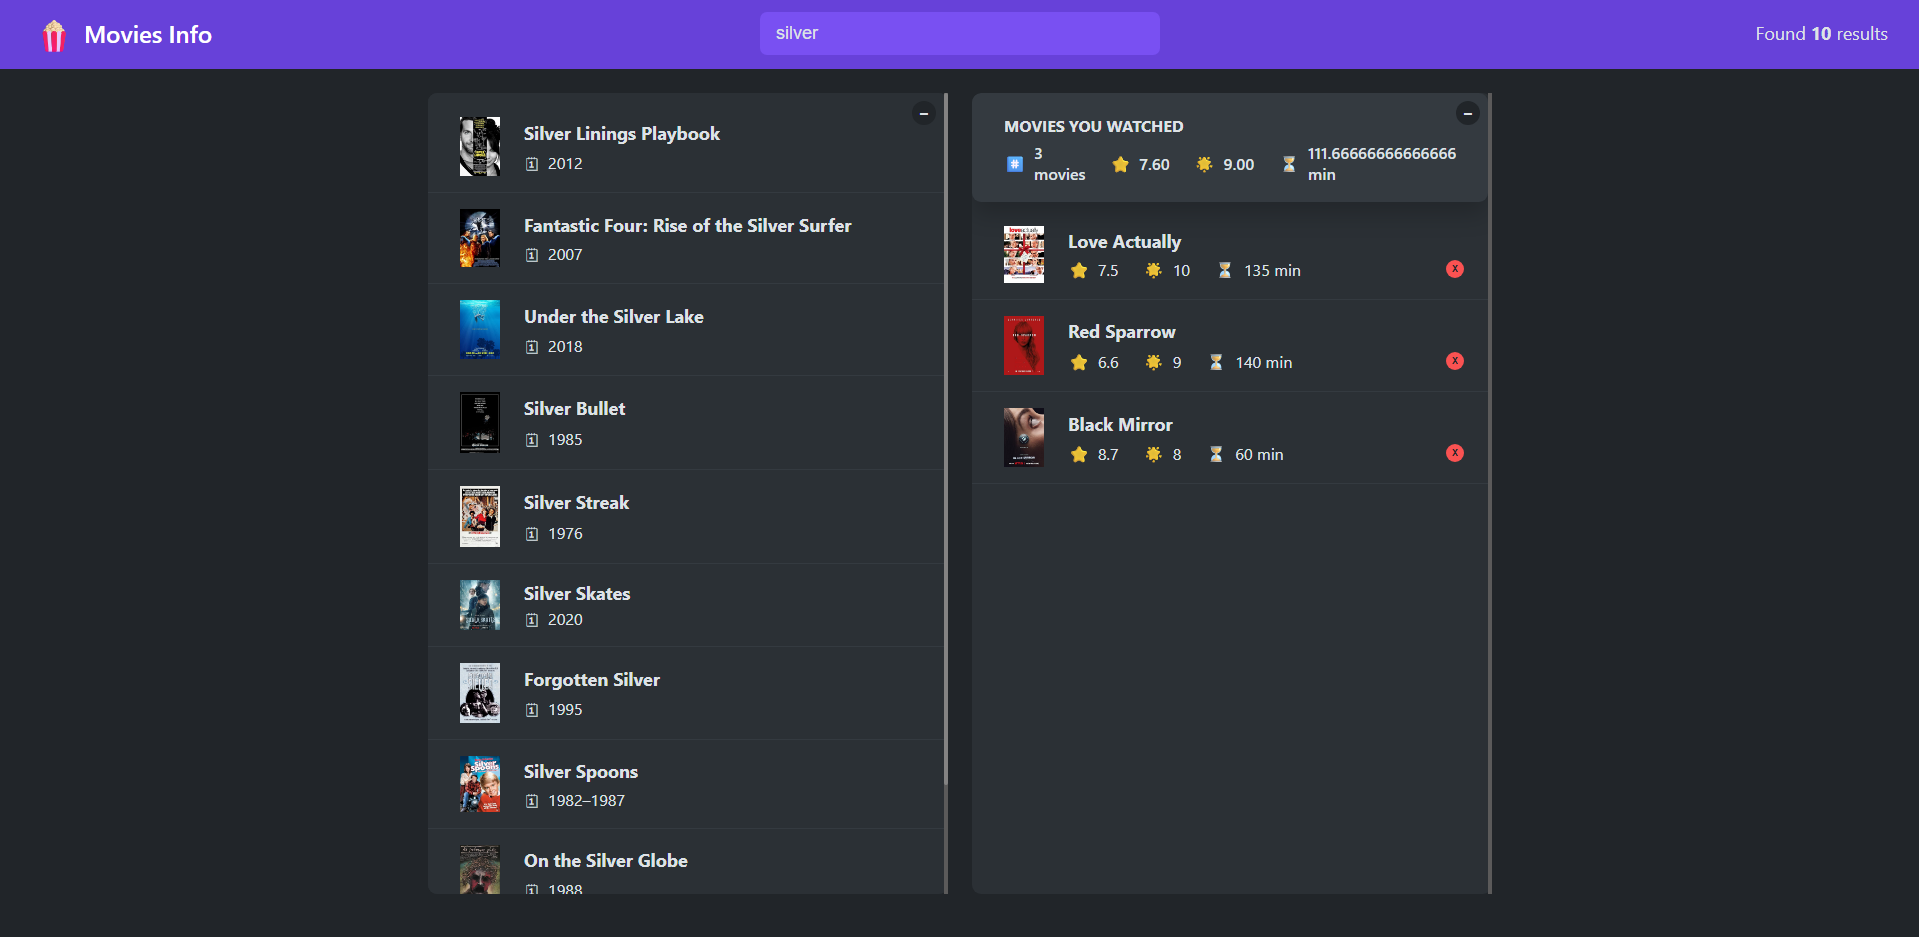 Movies Info
silver
Found 10 results
Silver Linings Playbook
2012
Fantastic Four: Rise of the Silver Surfer
2007
Under the Silver Lake
2018
Silver Bullet
1985
Silver Streak
1976
Silver Skates
2020
Forgotten Silver
1995
Silver Spoons
1982–1987
On the Silver Globe
1988
MOVIES YOU WATCHED
3 movies 7.60 9.00 111.66666666666666 min
Love Actually
7.5 10 135 min X
Red Sparrow
6.6 9 140 min X
Black Mirror
8.7 8 60 min X